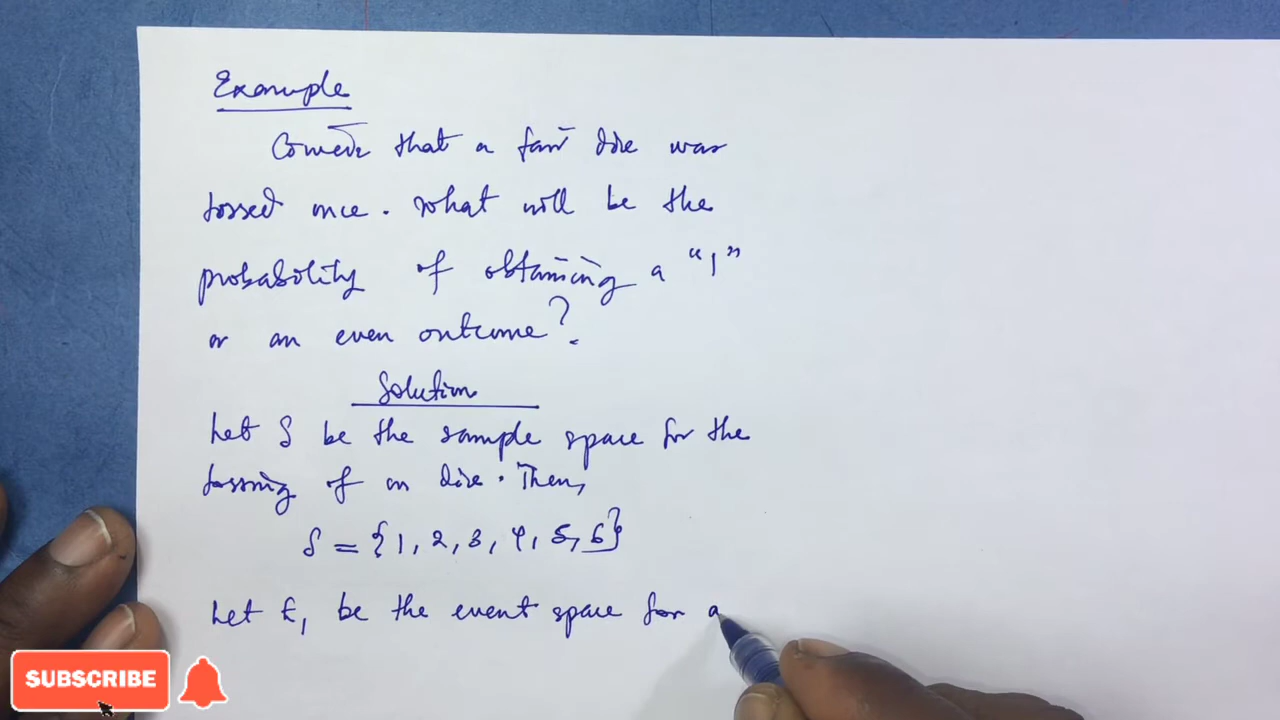 Example
Consider that a fair die was
tossed once. What will be the
probability of obtaining a "1"
or an even outcome?
Solution
Let S be the sample space for the
tossing of an die. Then,
S = {1, 2, 3, 4, 5, 6}
Let E₁ be the event space for a
SUBSCRIBE